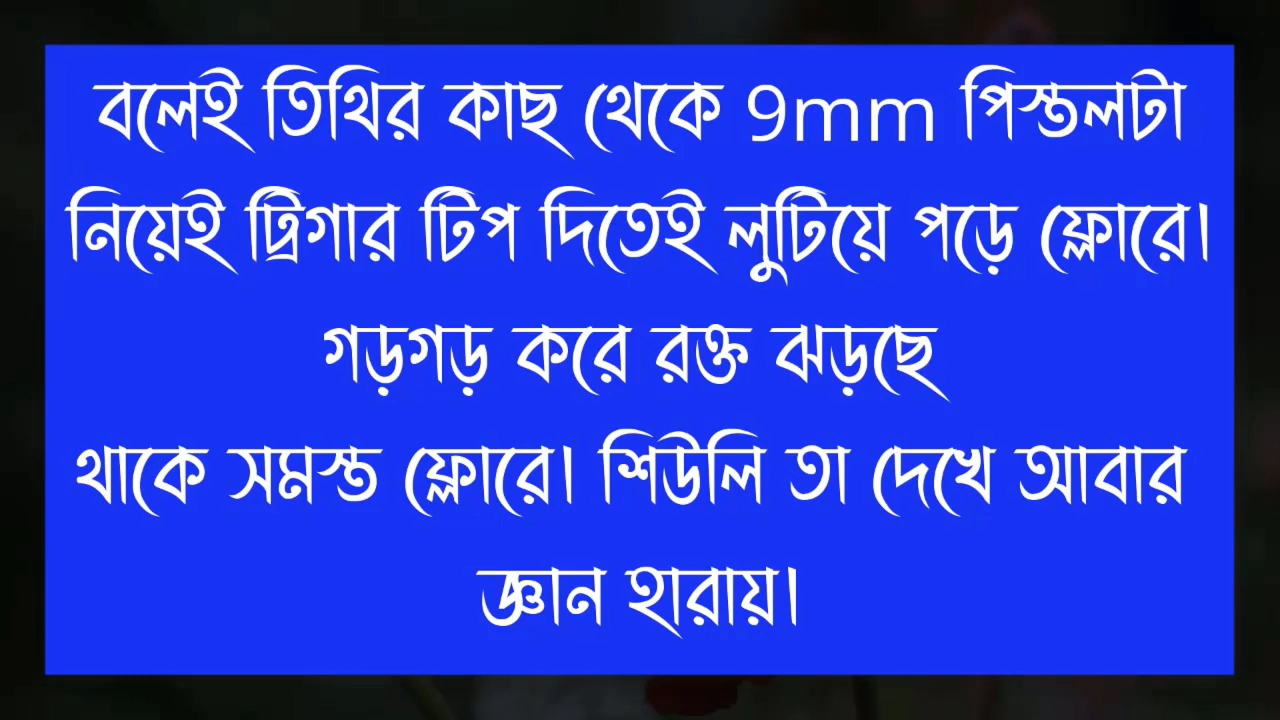 বলেই তিথির কাছ থেকে 9mm পিস্তলটা
নিয়েই ট্রিগার টিপ দিতেই লুটিয়ে পড়ে ফ্লোরে।
গড়গড় করে রক্ত ঝড়ছে
থাকে সমস্ত ফ্লোরে। শিউলি তা দেখে আবার
জ্ঞান হারায়।